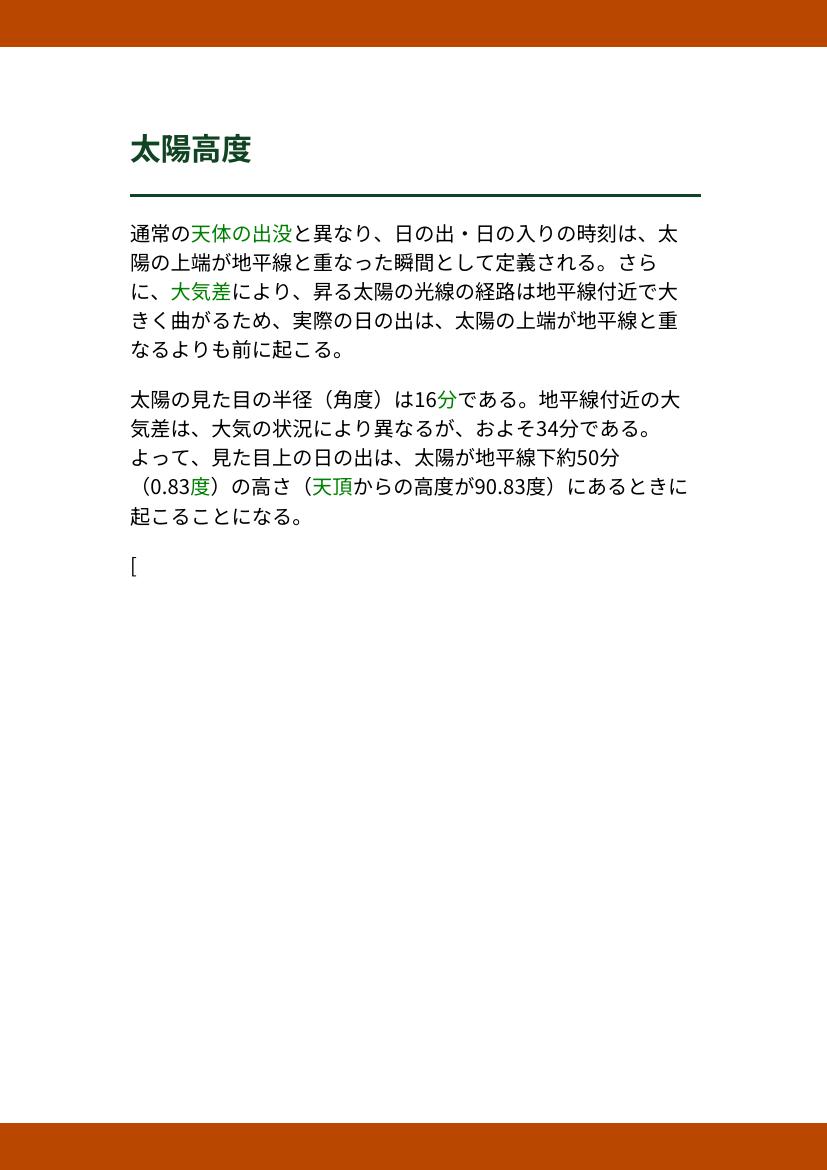 太陽高度
通常の天体の出没と異なり、日の出・日の入りの時刻は、太
陽の上端が地平線と重なった瞬間として定義される。さら
に、大気差により、昇る太陽の光線の経路は地平線付近で大
きく曲がるため、実際の日の出は、太陽の上端が地平線と重
なるよりも前に起こる。
太陽の見た目の半径（角度）は16分である。地平線付近の大
気差は、大気の状況により異なるが、およそ34分である。
よって、見た目上の日の出は、太陽が地平線下約50分
（0.83度）の高さ（天頂からの高度が90.83度）にあるときに
起こることになる。
[